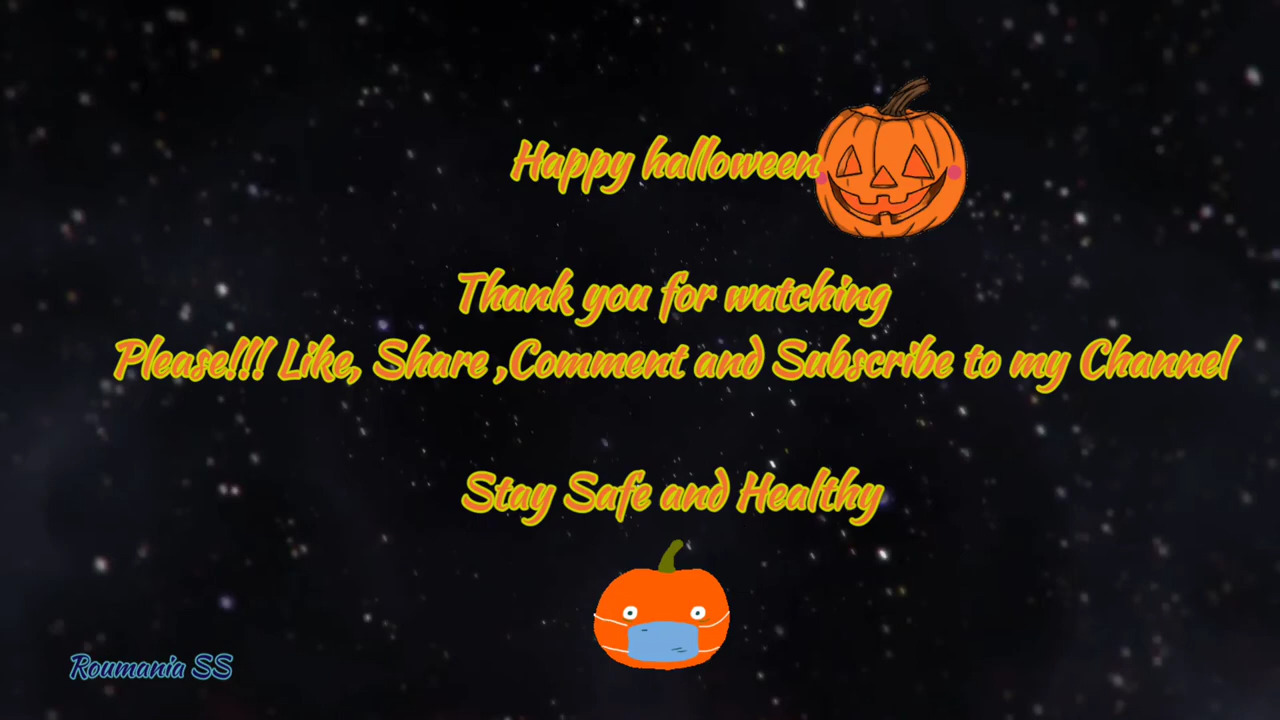 Happy halloween
Thank you for watching
Please!!! Like, Share ,Comment and Subscribe to my Channel
Stay Safe and Healthy
Roumania SS